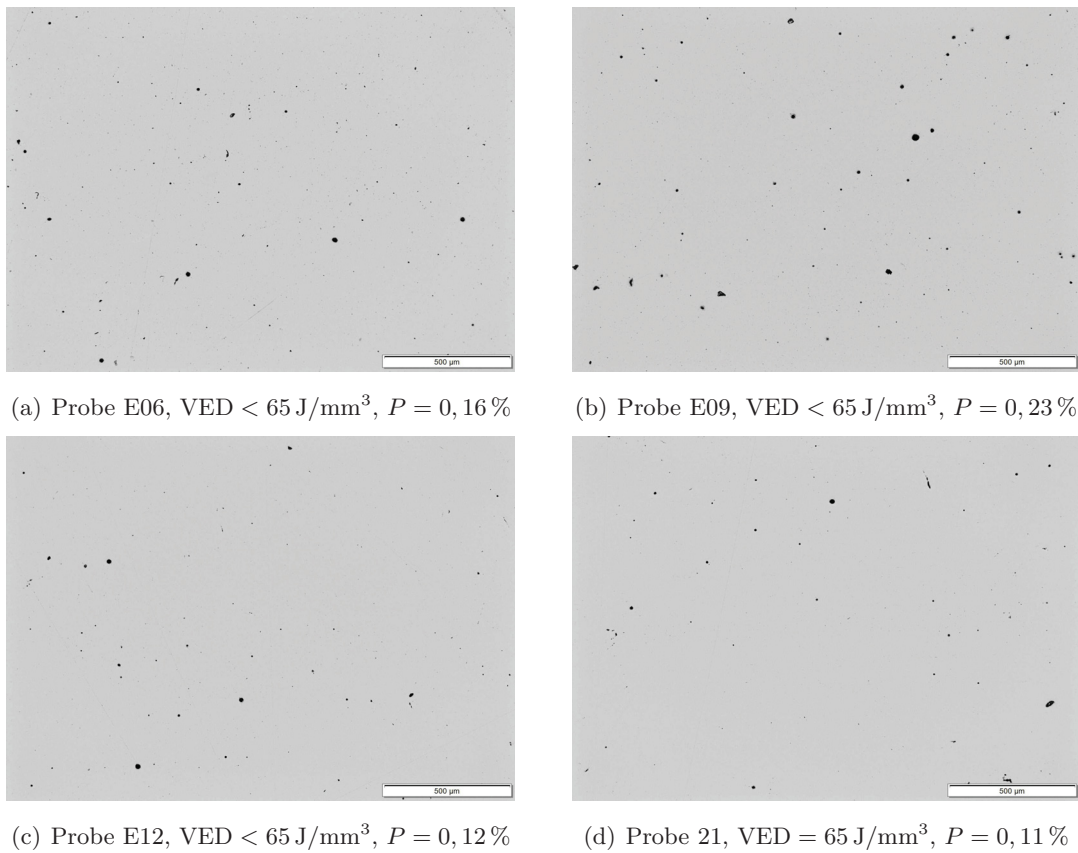 500 µm
500 µm
(a) Probe E06, VED < 65 J/mm³, P = 0, 16 %
(b) Probe E09, VED < 65 J/mm³, P = 0, 23 %
500 µm
500 µm
(c) Probe E12, VED < 65 J/mm³, P = 0, 12 %
(d) Probe 21, VED = 65 J/mm³, P = 0, 11 %